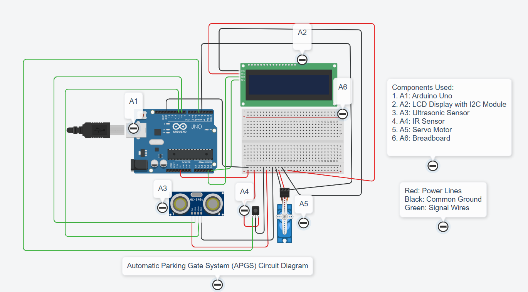 A2
A1
A6
UNO
A3
A4
A5
Components Used:
1. A1: Arduino Uno
2. A2: LCD Display with I2C Module
3. A3: Ultrasonic Sensor
4. A4: IR Sensor
5. A5: Servo Motor
6. A6: Breadboard
Red: Power Lines
Black: Common Ground
Green: Signal Wires
Automatic Parking Gate System (APGS) Circuit Diagram